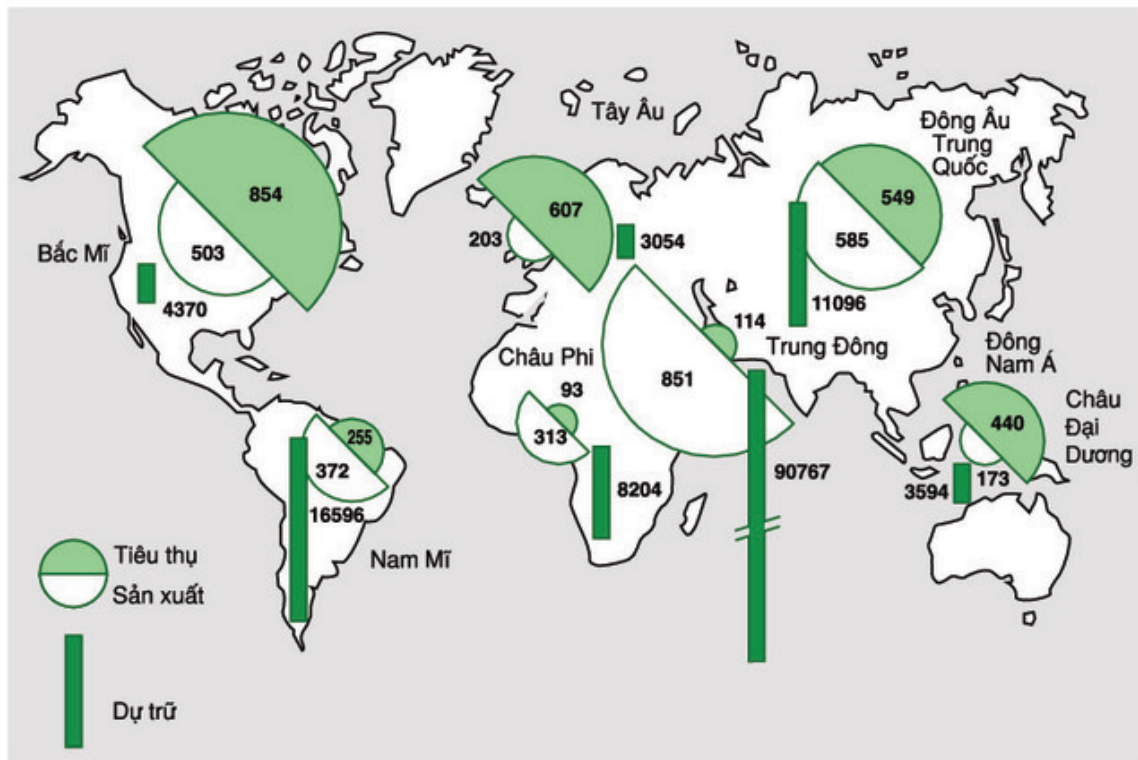 Tây Âu
Đông Âu
Trung
Quốc
854
607
549
Bắc Mĩ
503
203
3054
585
4370
11096
114
Trung Đông
Châu Phi
93
851
Đông
Nam Á
313
440
Châu
Đại
Dương
255
372
16596
8204
90767
3594
173
Nam Mĩ
Tiêu thụ
Sản xuất
Dự trữ